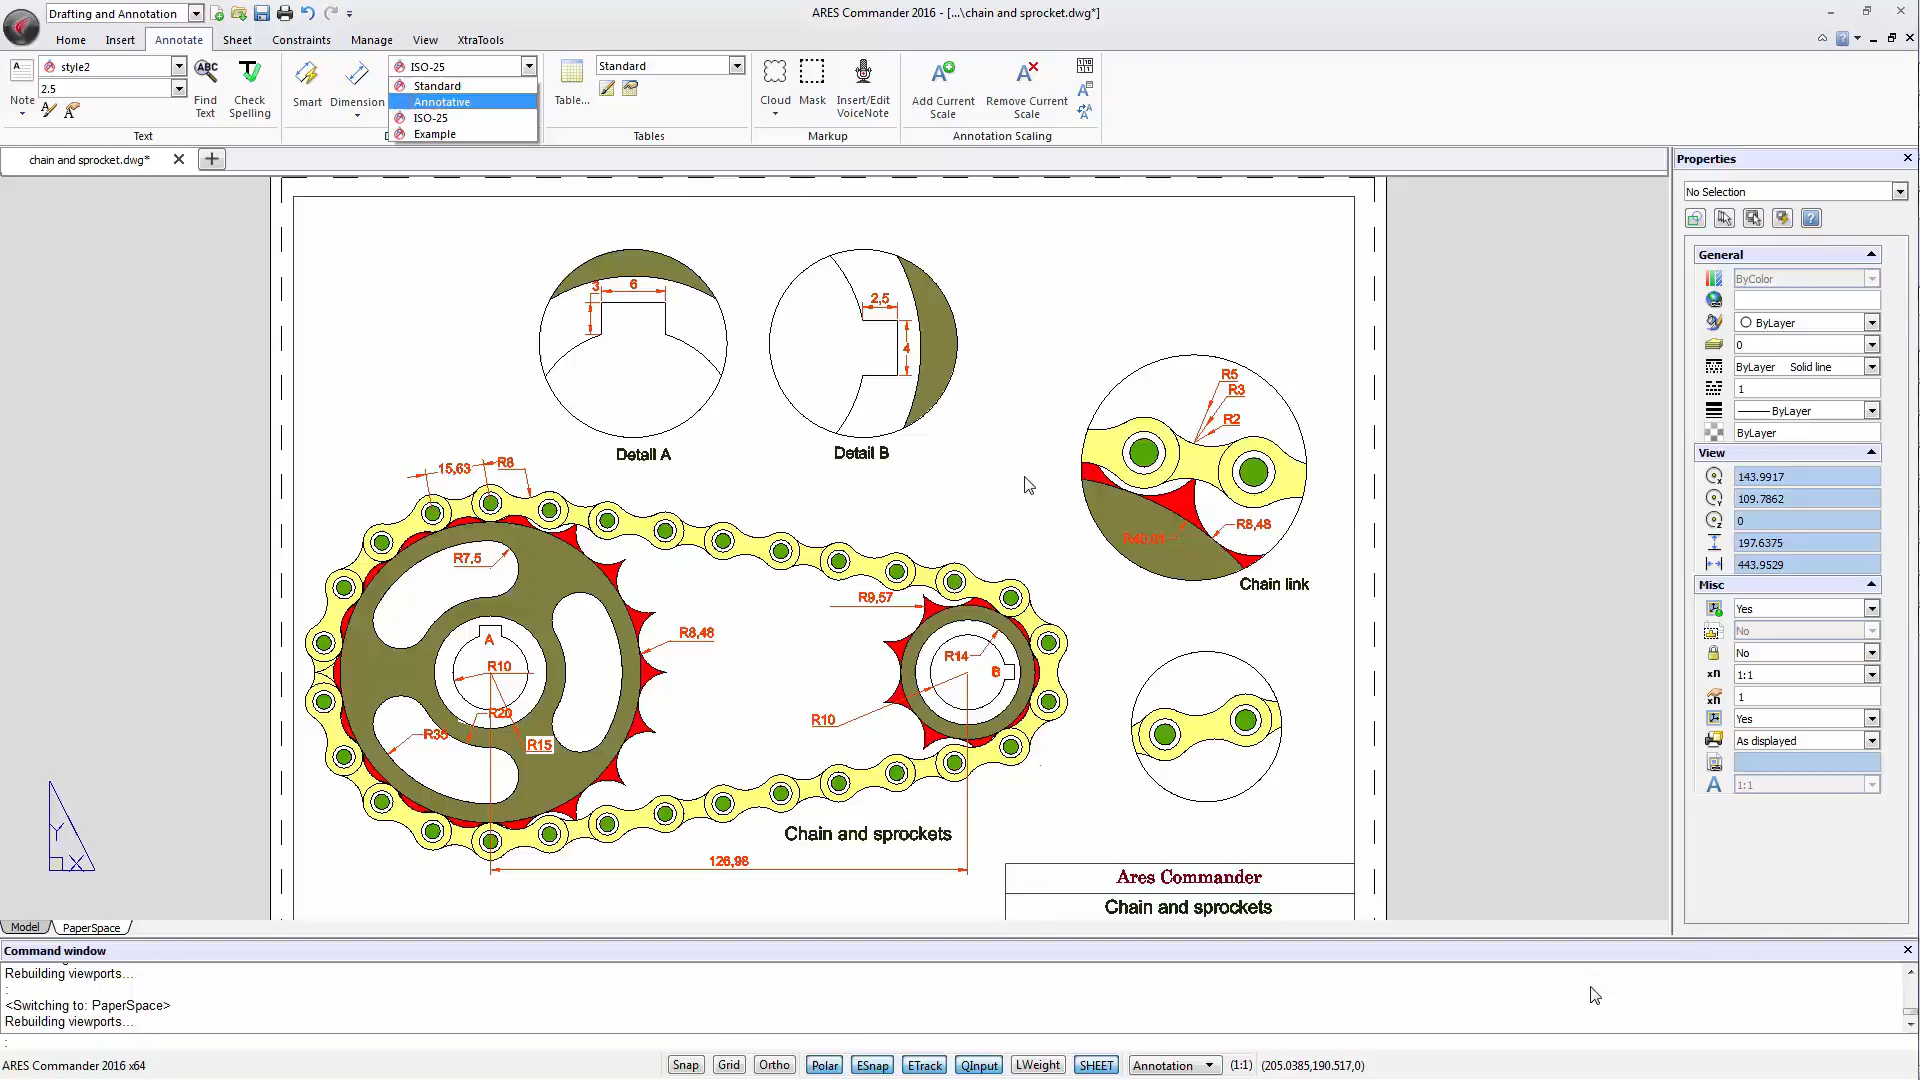 Drafting and Annotation
ARES Commander 2016 - [...\chain and sprocket.dwg*]
Home Insert Annotate Sheet Constraints Manage View XtraTools
style2
2.5
Note
ABC
Find Text
Check Spelling
Text
Smart
Dimension
ISO-25
Standard
Annotative
ISO-25
Example
Standard
Table...
Tables
Cloud
Mask
Insert/Edit VoiceNote
Markup
Add Current Scale
Remove Current Scale
Annotation Scaling
chain and sprocket.dwg*
Properties
No Selection
General
ByColor
ByLayer
0
ByLayer Solid line
1
ByLayer
ByLayer
View
143.9917
109.7862
0
197.6375
443.9529
Misc
Yes
No
No
1:1
1
Yes
As displayed
1:1
3
6
Detail A
2,5
4
Detail B
R5
R3
R2
R40,01
R8,48
Chain link
15,63
R8
R7,5
A
R10
R20
R35
R15
R8,48
R9,57
R14
B
R10
Chain and sprockets
126,98
Ares Commander
Chain and sprockets
Y
X
Model
PaperSpace
Command window
Rebuilding viewports...
:
<Switching to: PaperSpace>
Rebuilding viewports...
:
ARES Commander 2016 x64
Snap Grid Ortho Polar ESnap ETrack QInput LWeight SHEET Annotation (1:1) (205.0385,190.517,0)